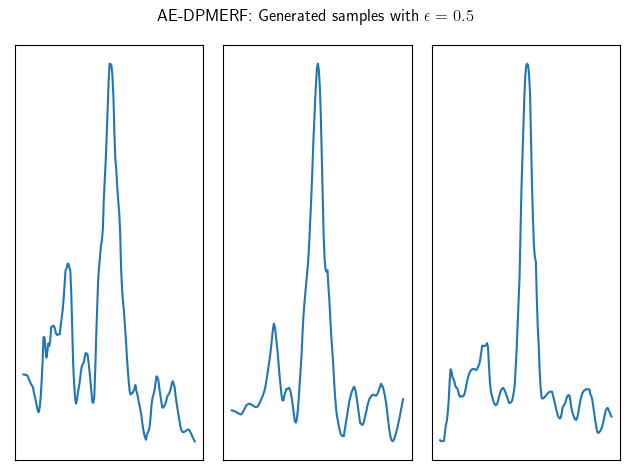 AE-DPMERF: Generated samples with ϵ = 0.5